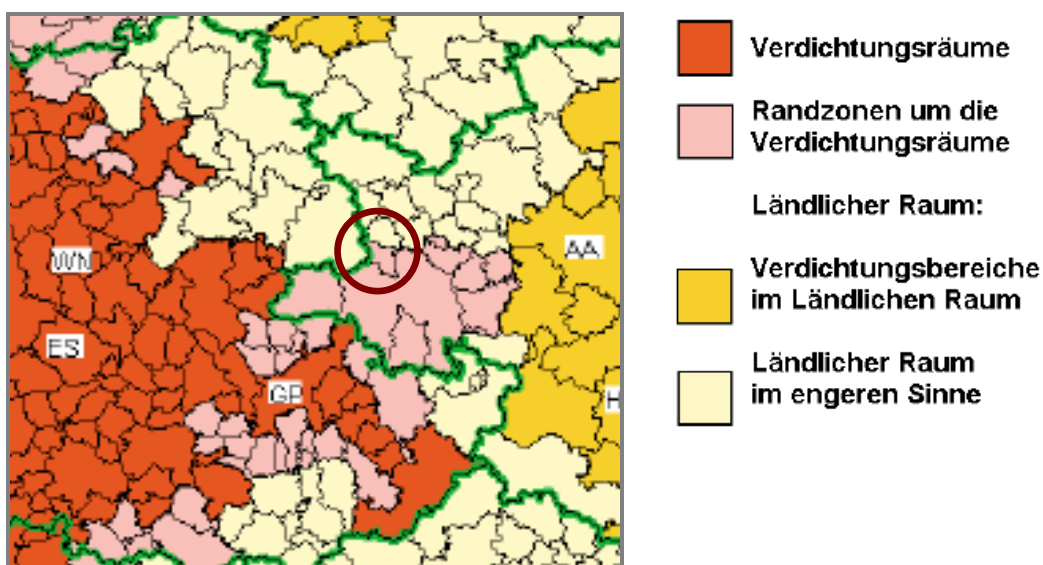 Verdichtungsräume
Randzonen um die
Verdichtungsräume
Ländlicher Raum:
Verdichtungsbereiche
im Ländlichen Raum
Ländlicher Raum
im engeren Sinne
WN
AA
ES
GP
H